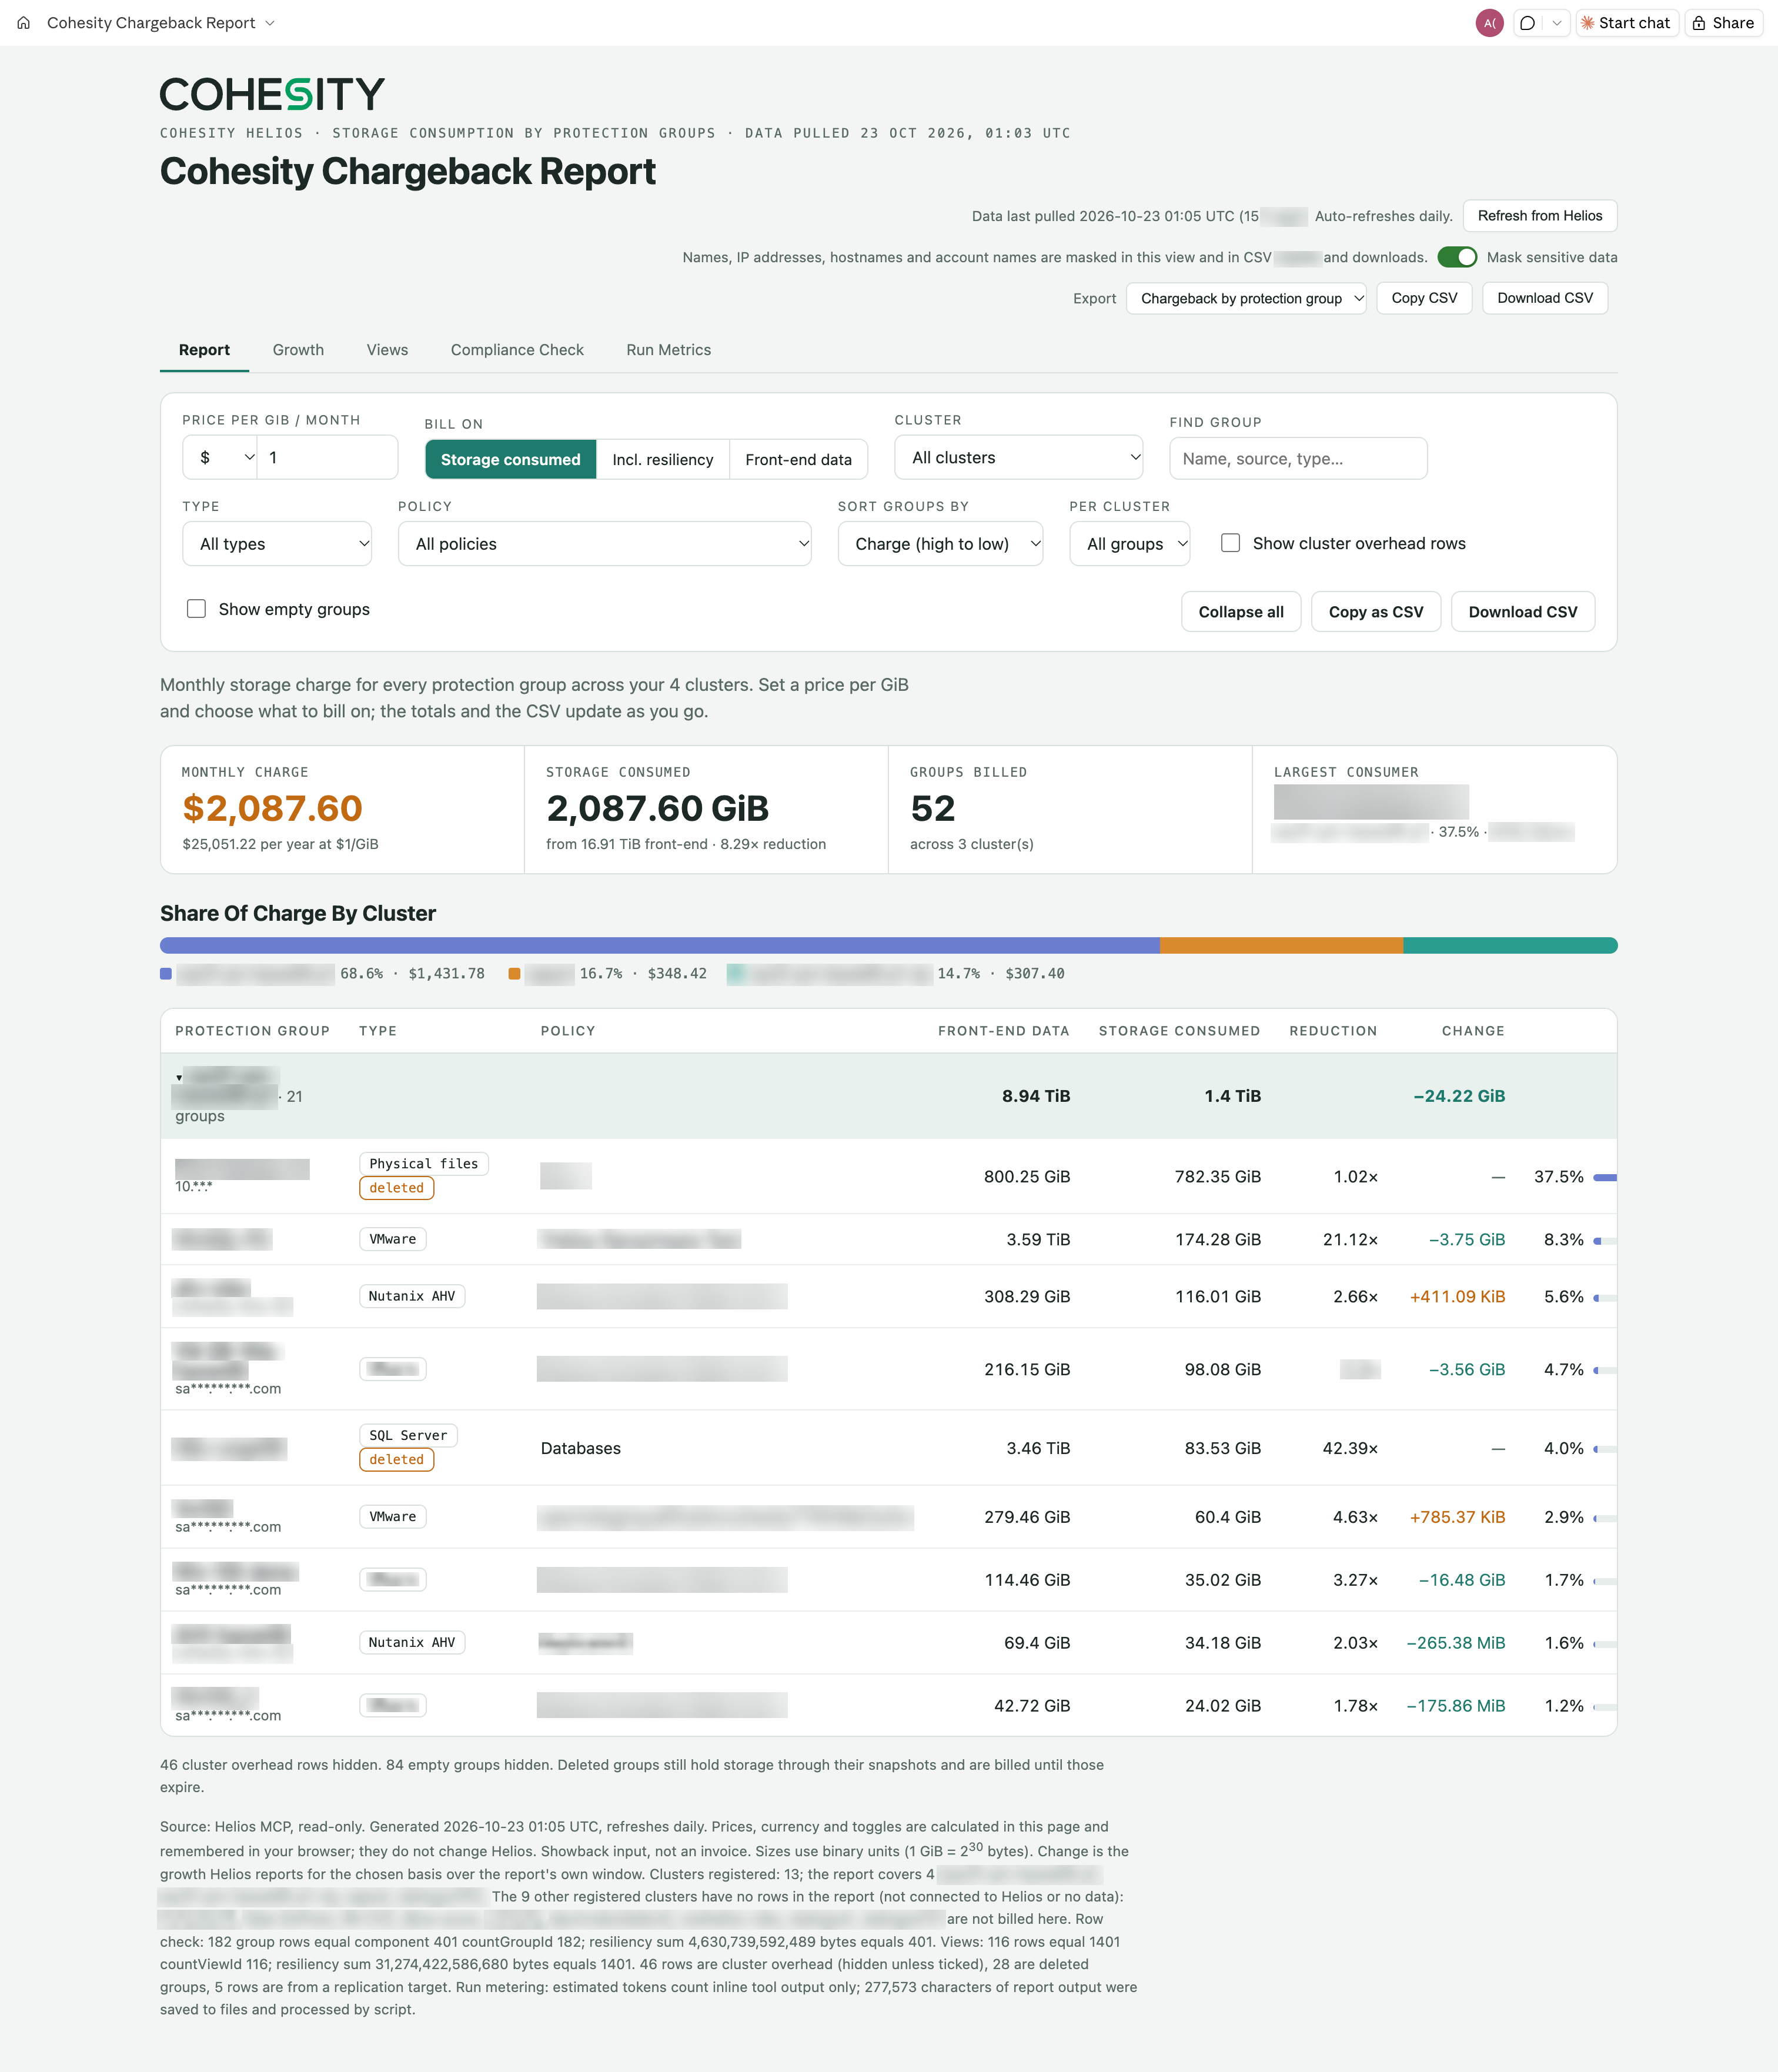 Cohesity Chargeback Report
A(
Start chat
Share
COHESITY
COHESITY HELIOS · STORAGE CONSUMPTION BY PROTECTION GROUPS · DATA PULLED 23 OCT 2026, 01:03 UTC
Cohesity Chargeback Report
Data last pulled 2026-10-23 01:05 UTC (15 Auto-refreshes daily.
Refresh from Helios
Names, IP addresses, hostnames and account names are masked in this view and in CSV and downloads.
Mask sensitive data
Export
Chargeback by protection group
Copy CSV
Download CSV
Report
Growth
Views
Compliance Check
Run Metrics
PRICE PER GIB / MONTH
$
1
BILL ON
Storage consumed
Incl. resiliency
Front-end data
CLUSTER
All clusters
FIND GROUP
Name, source, type...
TYPE
All types
POLICY
All policies
SORT GROUPS BY
Charge (high to low)
PER CLUSTER
All groups
Show cluster overhead rows
Show empty groups
Collapse all
Copy as CSV
Download CSV
Monthly storage charge for every protection group across your 4 clusters. Set a price per GiB
and choose what to bill on; the totals and the CSV update as you go.
MONTHLY CHARGE
$2,087.60
$25,051.22 per year at $1/GiB
STORAGE CONSUMED
2,087.60 GiB
from 16.91 TiB front-end · 8.29× reduction
GROUPS BILLED
52
across 3 cluster(s)
LARGEST CONSUMER
· 37.5% ·
Share Of Charge By Cluster
68.6% · $1,431.78
16.7% · $348.42
14.7% · $307.40
PROTECTION GROUP TYPE POLICY FRONT-END DATA STORAGE CONSUMED REDUCTION CHANGE
· 21
groups
8.94 TiB 1.4 TiB −24.22 GiB
10.*.*.*
Physical files
deleted
800.25 GiB 782.35 GiB 1.02× — 37.5%
VMware 3.59 TiB 174.28 GiB 21.12× −3.75 GiB 8.3%
Nutanix AHV 308.29 GiB 116.01 GiB 2.66× +411.09 KiB 5.6%
216.15 GiB 98.08 GiB −3.56 GiB 4.7%
sa**.***.***.com
SQL Server
deleted
Databases 3.46 TiB 83.53 GiB 42.39× — 4.0%
VMware 279.46 GiB 60.4 GiB 4.63× +785.37 KiB 2.9%
sa**.***.***.com
114.46 GiB 35.02 GiB 3.27× −16.48 GiB 1.7%
sa**.***.***.com
Nutanix AHV 69.4 GiB 34.18 GiB 2.03× −265.38 MiB 1.6%
42.72 GiB 24.02 GiB 1.78× −175.86 MiB 1.2%
sa**.***.***.com
46 cluster overhead rows hidden. 84 empty groups hidden. Deleted groups still hold storage through their snapshots and are billed until those
expire.
Source: Helios MCP, read-only. Generated 2026-10-23 01:05 UTC, refreshes daily. Prices, currency and toggles are calculated in this page and
remembered in your browser; they do not change Helios. Showback input, not an invoice. Sizes use binary units (1 GiB = 2³⁰ bytes). Change is the
growth Helios reports for the chosen basis over the report's own window. Clusters registered: 13; the report covers 4
The 9 other registered clusters have no rows in the report (not connected to Helios or no data):
are not billed here. Row
check: 182 group rows equal component 401 countGroupId 182; resiliency sum 4,630,739,592,489 bytes equals 401. Views: 116 rows equal 1401
countViewId 116; resiliency sum 31,274,422,586,680 bytes equals 1401. 46 rows are cluster overhead (hidden unless ticked), 28 are deleted
groups, 5 rows are from a replication target. Run metering: estimated tokens count inline tool output only; 277,573 characters of report output were
saved to files and processed by script.